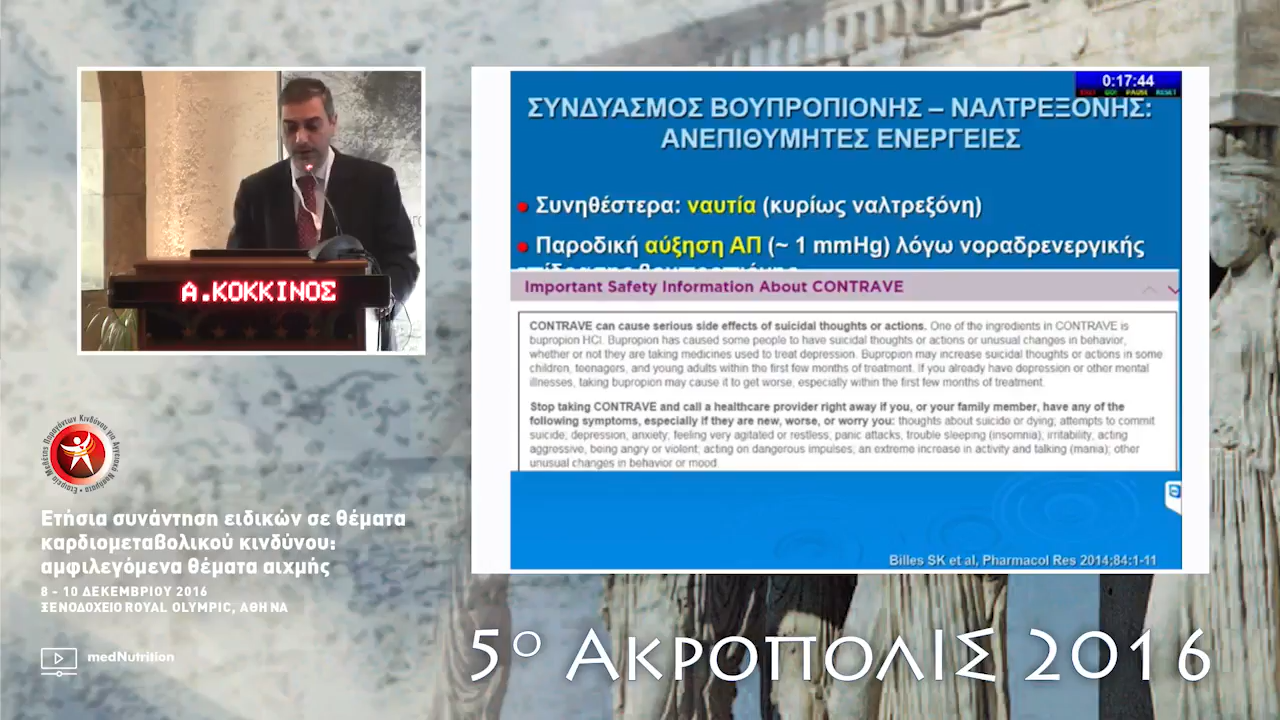 Α.ΚΟΚΚΙΝΟΣ
Εταιρεία Μελέτης Παραγόντων Κινδύνου για Αγγειακά Νοσήματα
Ετήσια συνάντηση ειδικών σε θέματα
καρδιομεταβολικού κινδύνου:
αμφιλεγόμενα θέματα αιχμής
8 - 10 ΔΕΚΕΜΒΡΙΟΥ 2016
ΞΕΝΟΔΟΧΕΙΟ ROYAL OLYMPIC, ΑΘΗΝΑ
medNutrition
0:17:44
GO! PAUSE RESET
ΣΥΝΔΥΑΣΜΟΣ ΒΟΥΠΡΟΠΙΟΝΗΣ – ΝΑΛΤΡΕΞΟΝΗΣ:
ΑΝΕΠΙΘΥΜΗΤΕΣ ΕΝΕΡΓΕΙΕΣ
• Συνηθέστερα: ναυτία (κυρίως ναλτρεξόνη)
• Παροδική αύξηση ΑΠ (~ 1 mmHg) λόγω νοραδρενεργικής
Important Safety Information About CONTRAVE
CONTRAVE can cause serious side effects of suicidal thoughts or actions. One of the ingredients in CONTRAVE is
bupropion HCl. Bupropion has caused some people to have suicidal thoughts or actions or unusual changes in behavior,
whether or not they are taking medicines used to treat depression. Bupropion may increase suicidal thoughts or actions in some
children, teenagers, and young adults within the first few months of treatment. If you already have depression or other mental
illnesses, taking bupropion may cause it to get worse, especially within the first few months of treatment.
Stop taking CONTRAVE and call a healthcare provider right away if you, or your family member, have any of the
following symptoms, especially if they are new, worse, or worry you: thoughts about suicide or dying; attempts to commit
suicide; depression; anxiety; feeling very agitated or restless; panic attacks; trouble sleeping (insomnia); irritability; acting
aggressive, being angry or violent; acting on dangerous impulses; an extreme increase in activity and talking (mania); other
unusual changes in behavior or mood
Billes SK et al, Pharmacol Res 2014;84:1-11
5ο ΑΚΡΟΠΟΛΙΣ 2016